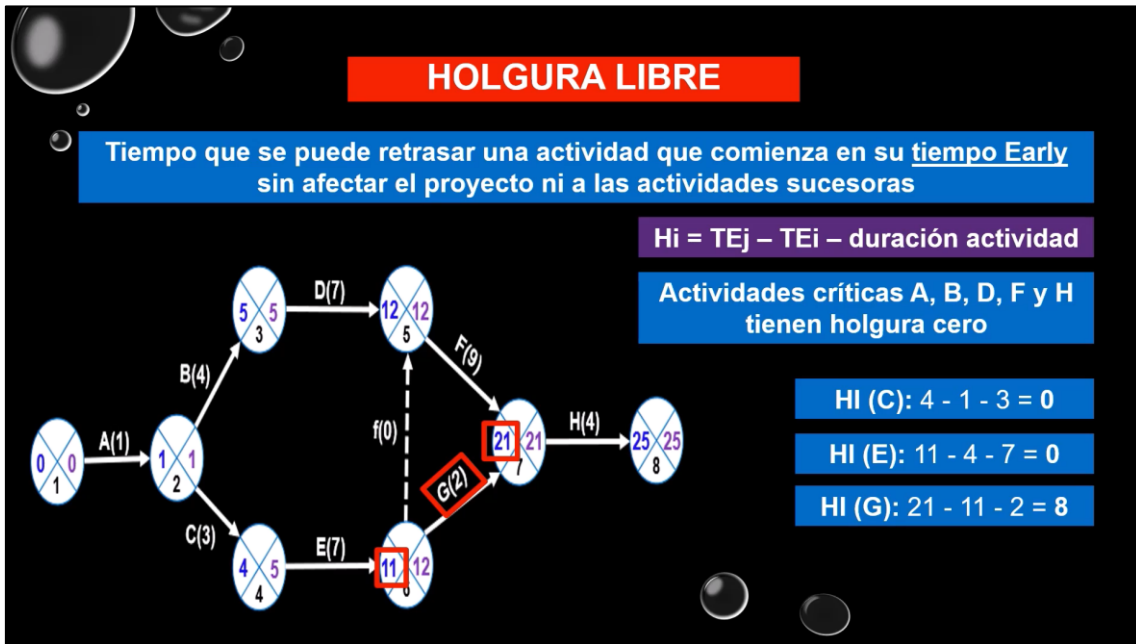 HOLGURA LIBRE
Tiempo que se puede retrasar una actividad que comienza en su tiempo Early
sin afectar el proyecto ni a las actividades sucesoras
Hi = TEj – TEi – duración actividad
Actividades críticas A, B, D, F y H
tienen holgura cero
HI (C): 4 - 1 - 3 = 0
HI (E): 11 - 4 - 7 = 0
HI (G): 21 - 11 - 2 = 8
D(7)
5 5
3
12 12
5
B(4)
F(9)
A(1)
f(0)
H(4)
0 0
1
1 1
2
21 21
7
25 25
8
G(2)
C(3)
E(7)
4 5
4
11 12
6